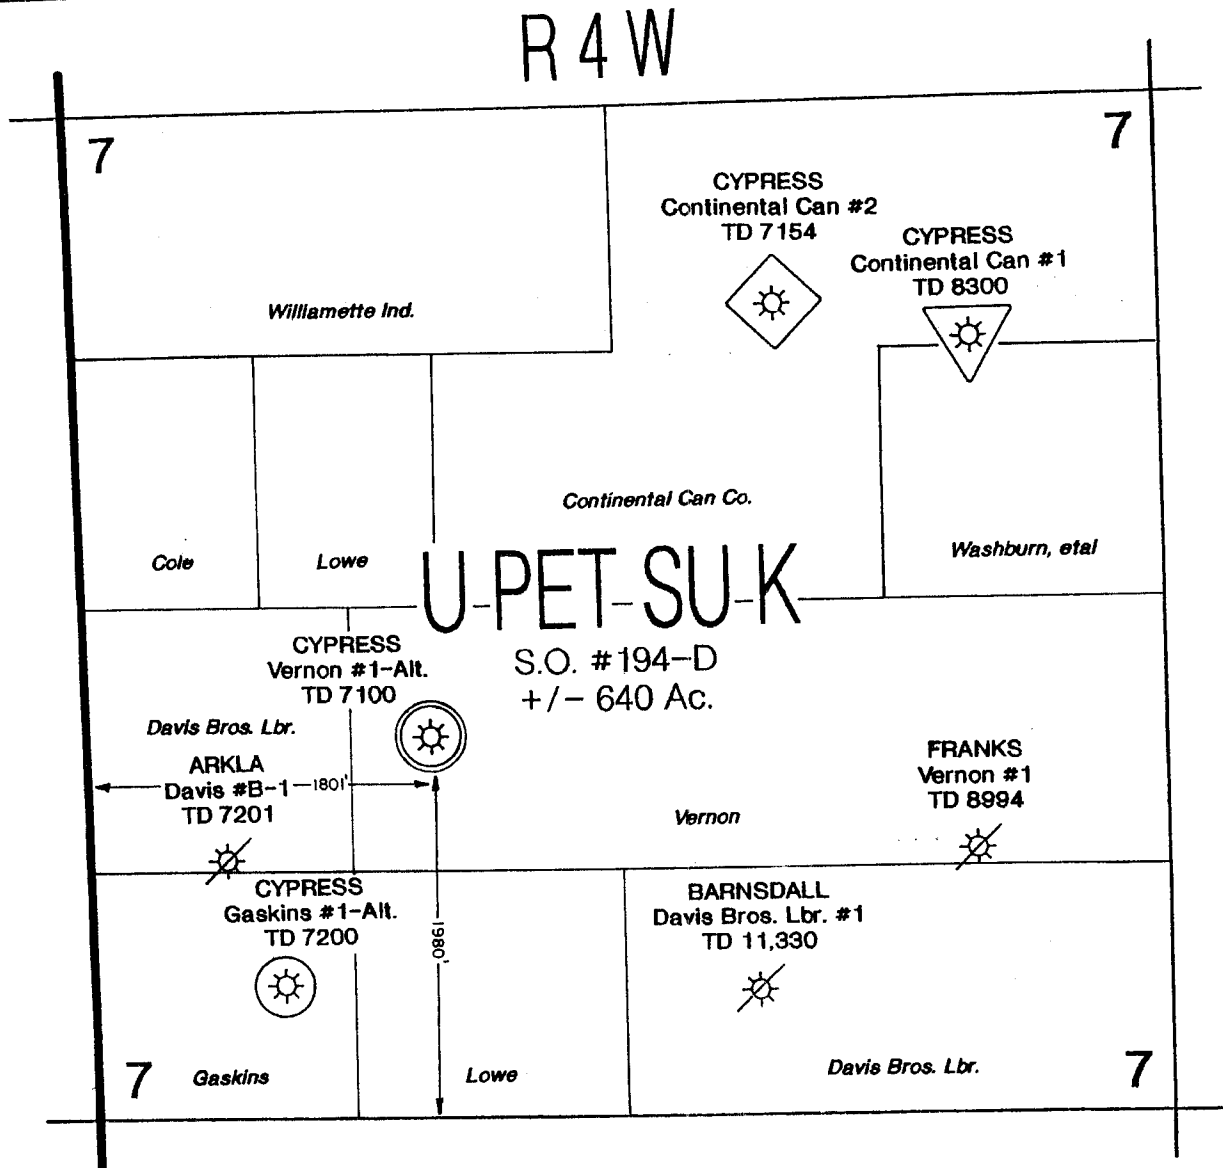 R 4 W
7
7
CYPRESS
Continental Can #2
TD 7154
CYPRESS
Continental Can #1
TD 8300
Willamette Ind.
Continental Can Co.
Cole
Lowe
Washburn, etal
U-PET-SU-K
S.O. #194-D
+/- 640 Ac.
CYPRESS
Vernon #1-Alt.
TD 7100
Davis Bros. Lbr.
ARKLA
Davis #B-1
TD 7201
1801'
FRANKS
Vernon #1
TD 8994
Vernon
CYPRESS
Gaskins #1-Alt.
TD 7200
1980'
BARNSDALL
Davis Bros. Lbr. #1
TD 11,330
7
Gaskins
Lowe
Davis Bros. Lbr.
7